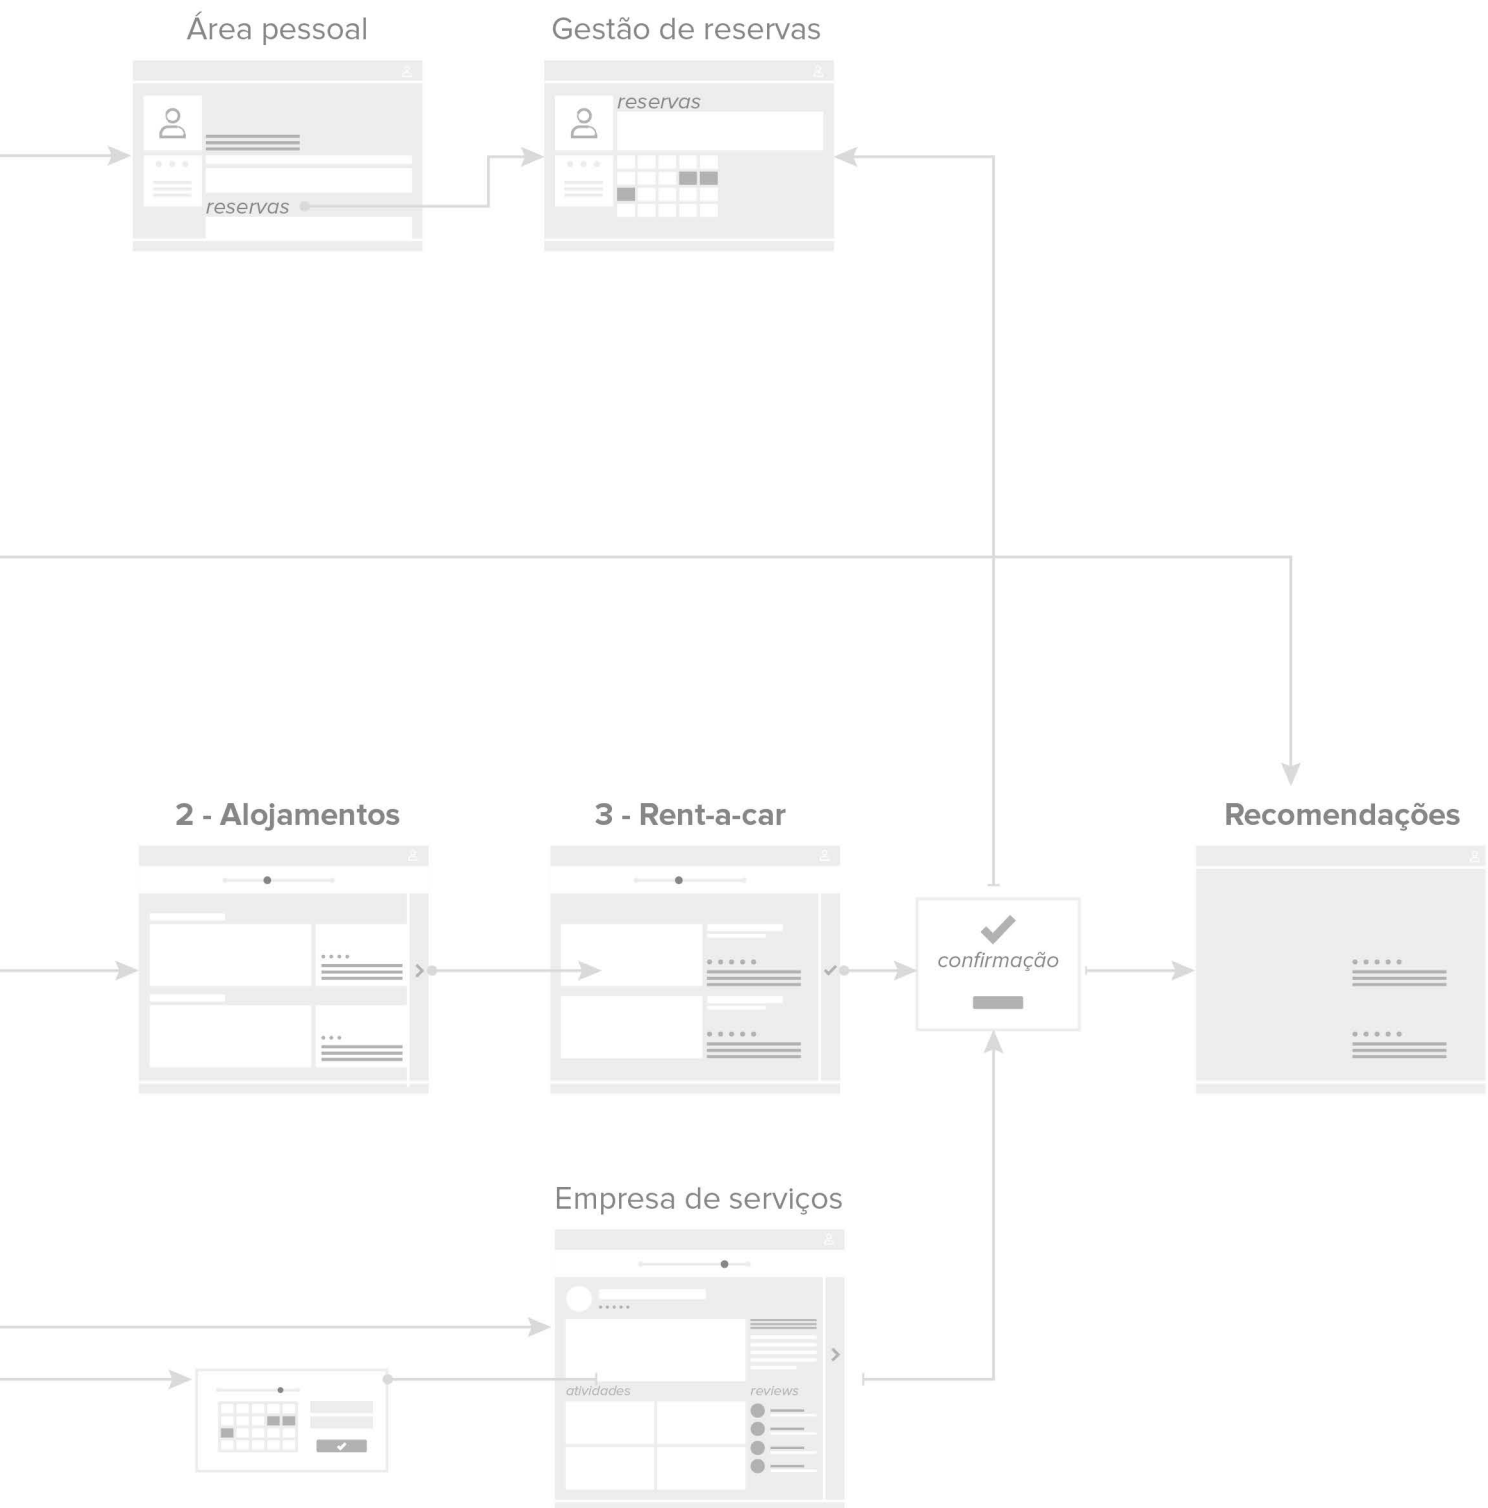 Área pessoal
Gestão de reservas
reservas
reservas
2 - Alojamentos
3 - Rent-a-car
Recomendações
confirmação
Empresa de serviços
atividades
reviews